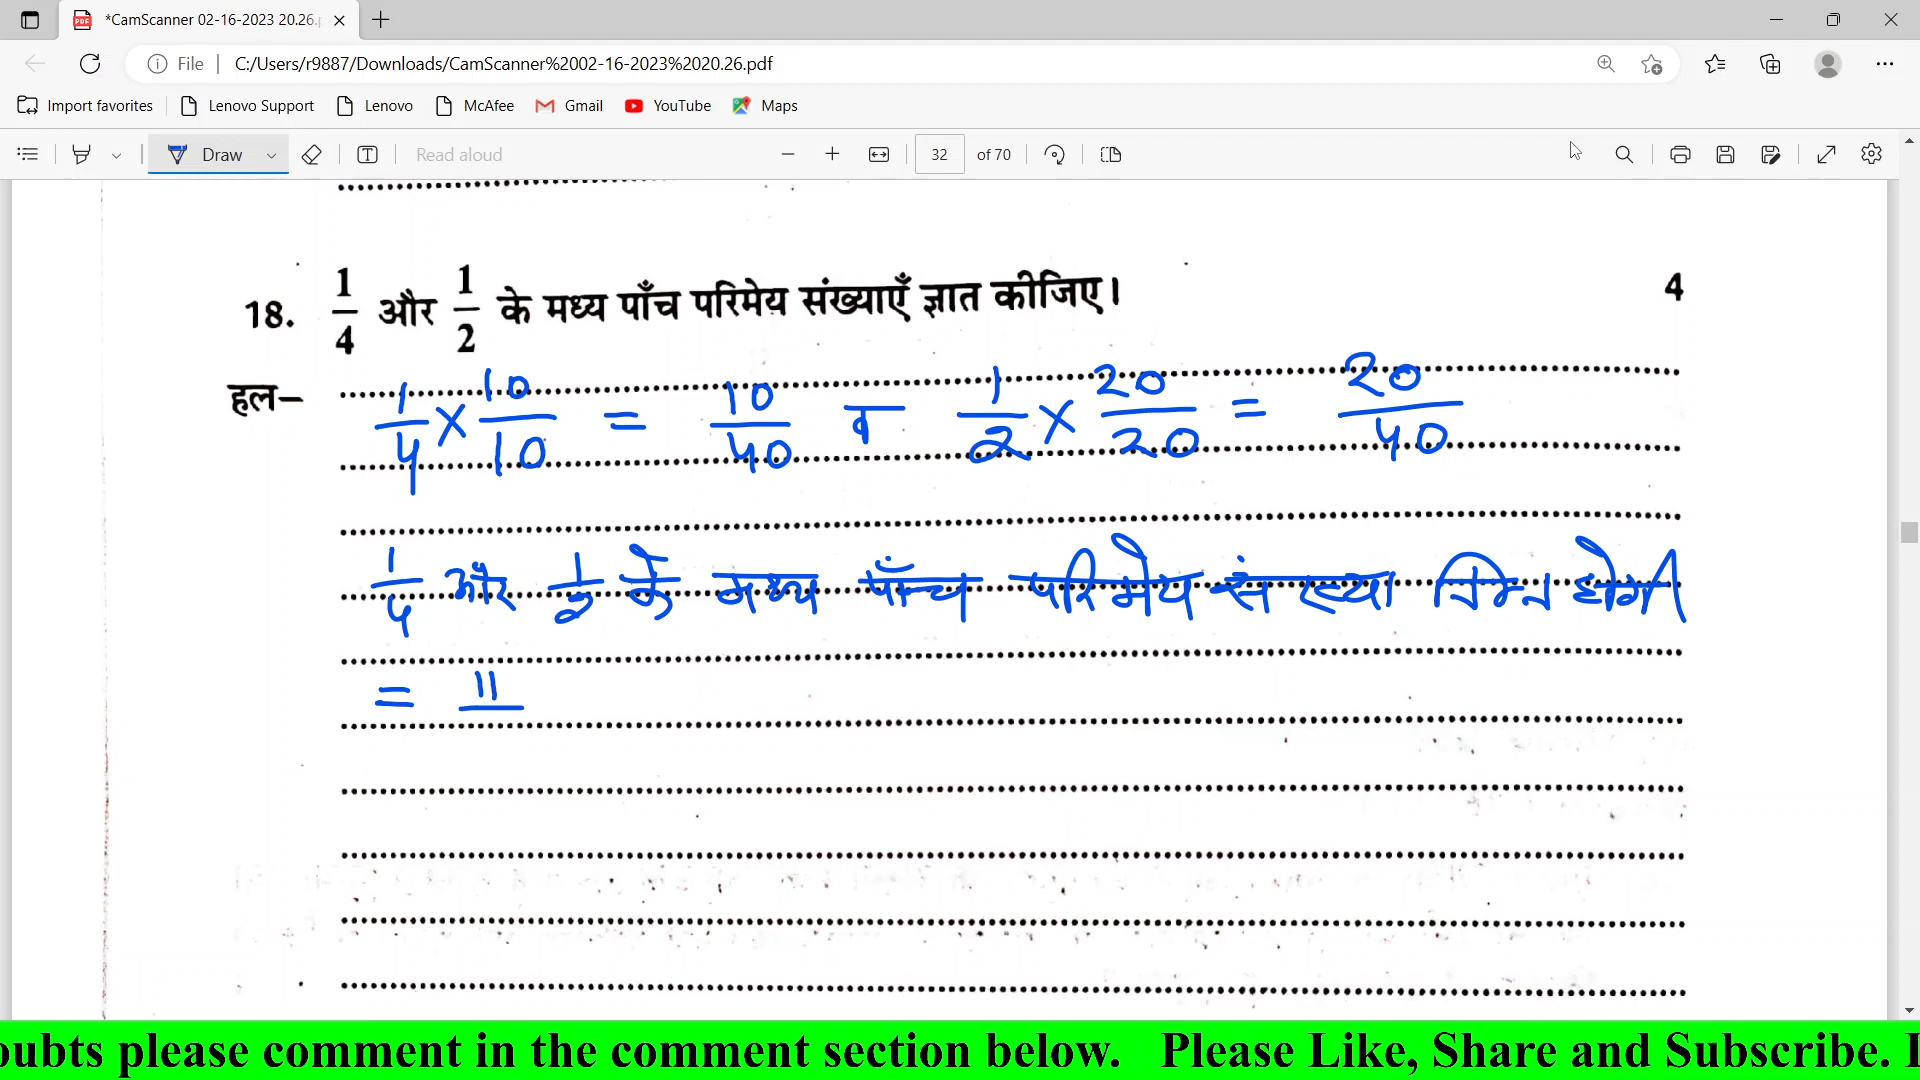 *CamScanner 02-16-2023 20.26.
File | C:/Users/r9887/Downloads/CamScanner%2002-16-2023%2020.26.pdf
Import favorites Lenovo Support Lenovo McAfee Gmail YouTube Maps
Draw Read aloud 32 of 70
18. 1/4 और 1/2 के मध्य पाँच परिमेय संख्याएँ ज्ञात कीजिए। 4
हल– 1/4 × 10/10 = 10/40 व 1/2 × 20/20 = 20/40
1/4 और 1/2 के मध्य पाँच परिमेय संख्या निम्न होगी
= 11
oubts please comment in the comment section below. Please Like, Share and Subscribe. I